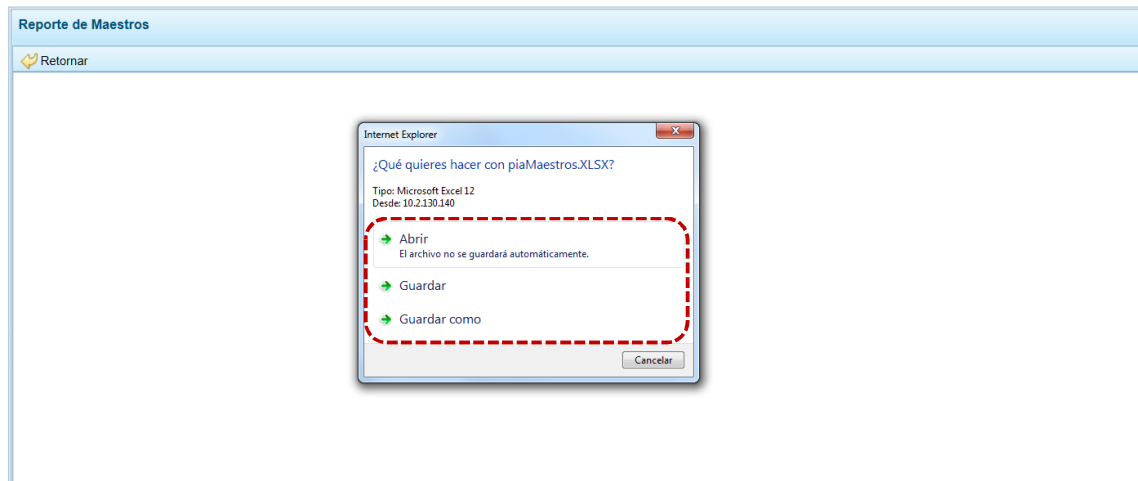 Reporte de Maestros
Retornar
Internet Explorer
¿Qué quieres hacer con piaMaestros.XLSX?
Tipo: Microsoft Excel 12
Desde: 10.2.130.140
Abrir
El archivo no se guardará automáticamente.
Guardar
Guardar como
Cancelar